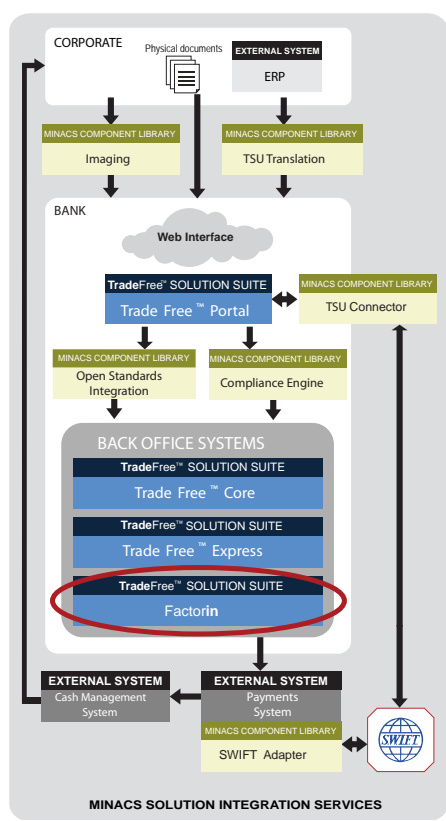 CORPORATE
Physical documents
EXTERNAL SYSTEM
ERP
MINACS COMPONENT LIBRARY
Imaging
MINACS COMPONENT LIBRARY
TSU Translation
BANK
Web Interface
TradeFree™ SOLUTION SUITE
Trade Free™ Portal
MINACS COMPONENT LIBRARY
TSU Connector
MINACS COMPONENT LIBRARY
Open Standards
Integration
MINACS COMPONENT LIBRARY
Compliance Engine
BACK OFFICE SYSTEMS
TradeFree™ SOLUTION SUITE
Trade Free™ Core
TradeFree™ SOLUTION SUITE
Trade Free™ Express
TradeFree™ SOLUTION SUITE
Factorin
EXTERNAL SYSTEM
Cash Management
System
EXTERNAL SYSTEM
Payments
System
MINACS COMPONENT LIBRARY
SWIFT Adapter
SWIFT
MINACS SOLUTION INTEGRATION SERVICES